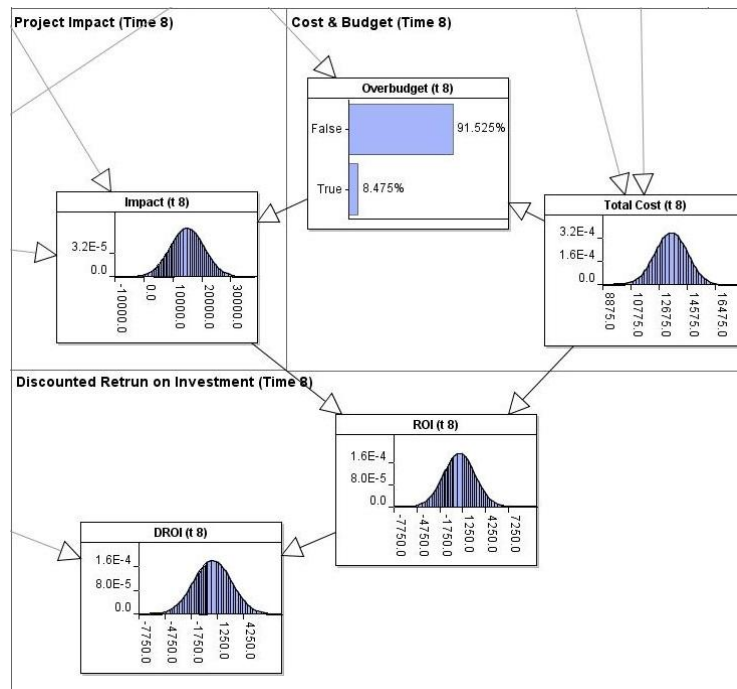 Project Impact (Time 8)
Cost & Budget (Time 8)
Overbudget (t 8)
False
91.525%
True
8.475%
Impact (t 8)
3.2E-5
0.0
-10000.0
0.0
10000.0
20000.0
30000.0
Total Cost (t 8)
3.2E-4
1.6E-4
0.0
8875.0
10775.0
12675.0
14575.0
16475.0
Discounted Retrun on Investment (Time 8)
ROI (t 8)
1.6E-4
8.0E-5
0.0
-7750.0
-4750.0
-1750.0
1250.0
4250.0
7250.0
DROI (t 8)
1.6E-4
8.0E-5
0.0
-7750.0
-4750.0
-1750.0
1250.0
4250.0